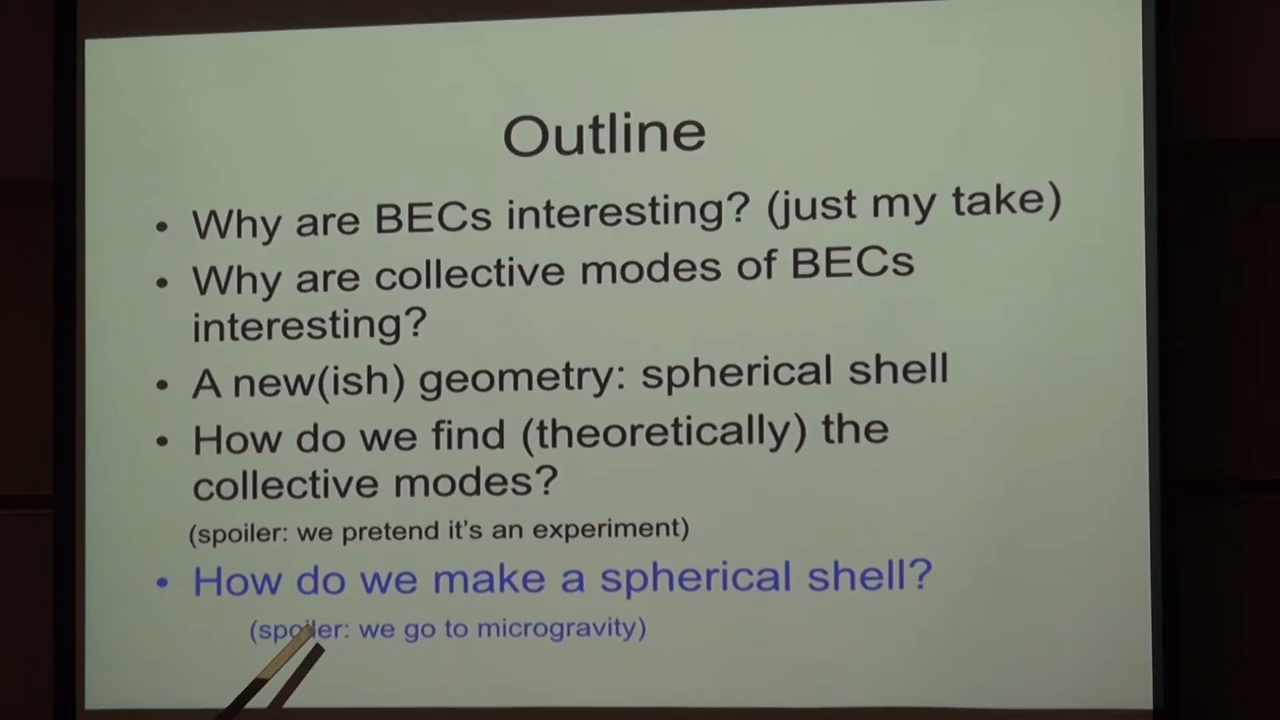 Outline
• Why are BECs interesting? (just my take)
• Why are collective modes of BECs
interesting?
• A new(ish) geometry: spherical shell
• How do we find (theoretically) the
collective modes?
(spoiler: we pretend it's an experiment)
• How do we make a spherical shell?
(spoiler: we go to microgravity)